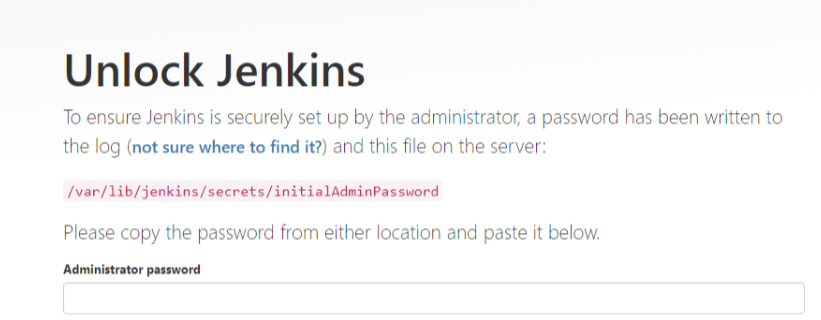 Unlock Jenkins
To ensure Jenkins is securely set up by the administrator, a password has been written to
the log (not sure where to find it?) and this file on the server:
/var/lib/jenkins/secrets/initialAdminPassword
Please copy the password from either location and paste it below.
Administrator password